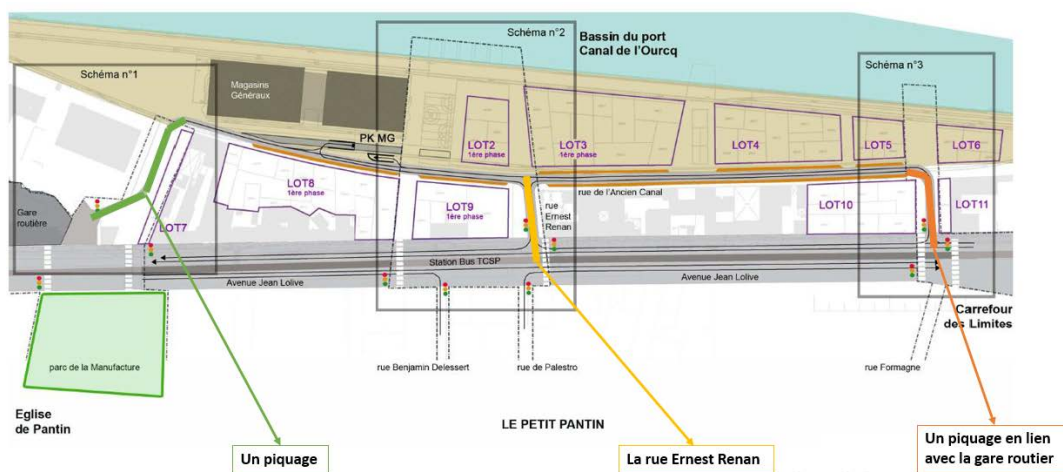 Schéma n°1
Schéma n°2
Bassin du port
Canal de l'Ourcq
Schéma n°3
Magasins
Généraux
PK MG
LOT2
1ère phase
LOT3
1ère phase
LOT4
LOT5
LOT6
LOT8
1ère phase
LOT9
1ère phase
rue de l'Ancien Canal
rue
Ernest
Renan
LOT10
LOT11
Gare
routière
LOT7
Station Bus TCSP
Avenue Jean Lolive
Avenue Jean Lolive
Carrefour
des Limites
parc de la Manufacture
rue Benjamin Delessert
rue de Palestro
rue Formagne
Eglise
de Pantin
LE PETIT PANTIN
Un piquage
La rue Ernest Renan
Un piquage en lien
avec la gare routier